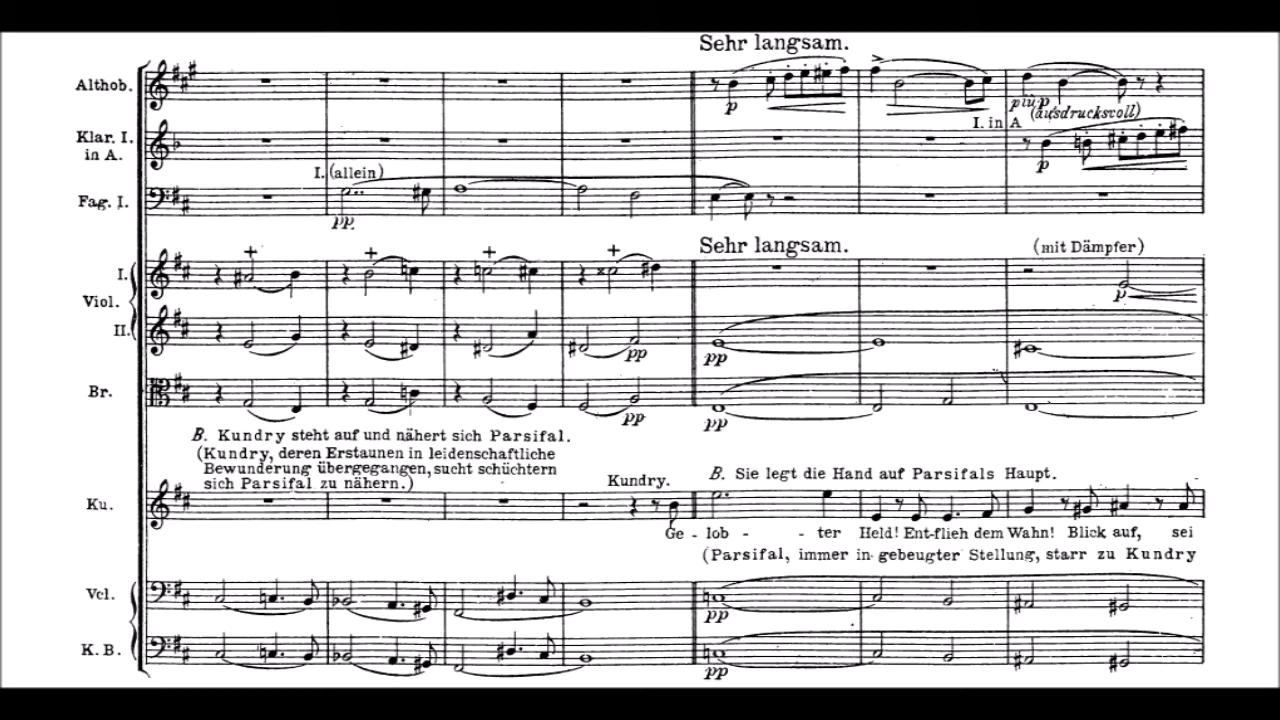 Sehr langsam.
Althob.
p
più p
(ausdrucksvoll)
Klar. I.
in A.
I. in A
p
I. (allein)
Fag. I.
pp
Sehr langsam.
(mit Dämpfer)
I.
p
Viol.
II.
pp
pp
Br.
pp
pp
B. Kundry steht auf und nähert sich Parsifal.
(Kundry, deren Erstaunen in leidenschaftliche
Bewunderung übergegangen, sucht schüchtern
sich Parsifal zu nähern.)
Kundry.
B. Sie legt die Hand auf Parsifals Haupt.
Ku.
Ge - lob - - ter Held! Ent-flieh dem Wahn! Blick auf, sei
(Parsifal, immer in gebeugter Stellung, starr zu Kundry
Vcl.
pp
K. B.
pp